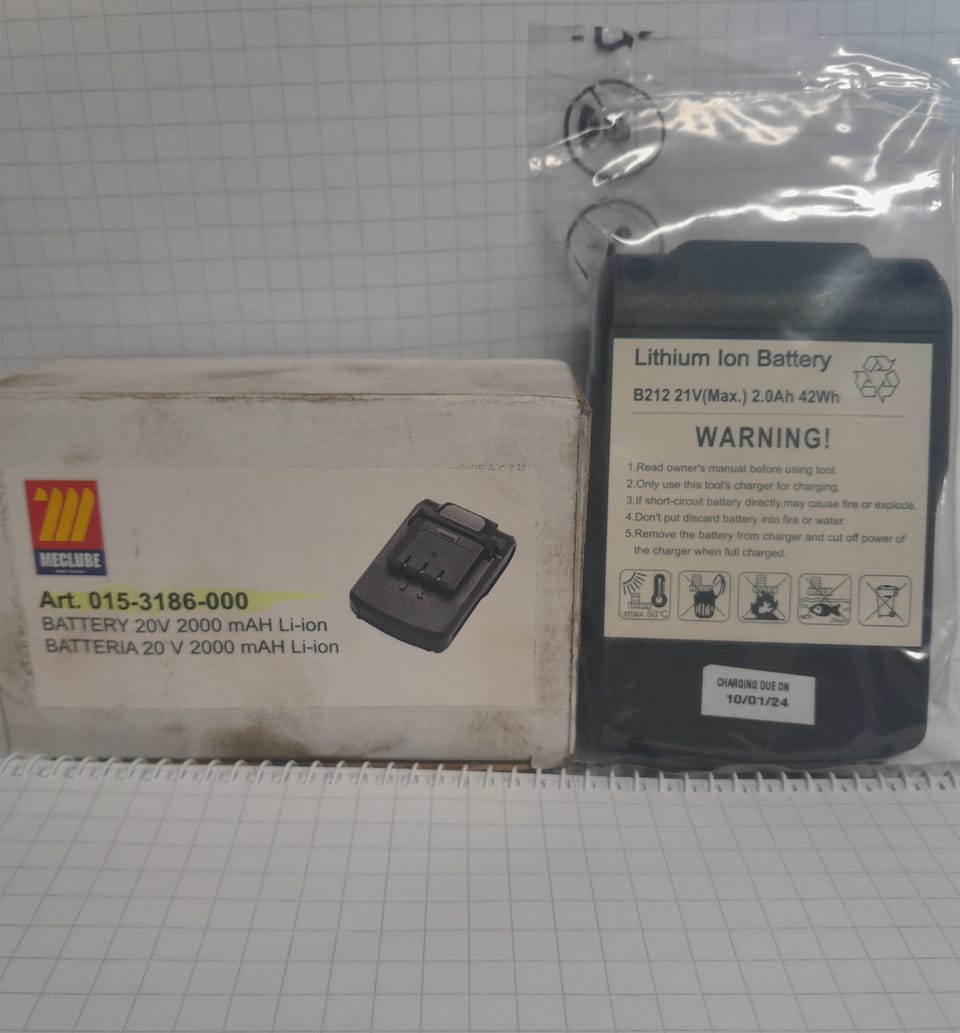 MECLUBE
Art. 015-3186-000
BATTERY 20V 2000 mAH Li-ion
BATTERIA 20 V 2000 mAH Li-ion
Lithium Ion Battery
B212 21V(Max.) 2.0Ah 42Wh
WARNING!
1.Read owner's manual before using tool.
2.Only use this tool's charger for charging.
3.If short-circuit battery directly,may cause fire or explode.
4.Don't put discard battery into fire or water.
5.Remove the battery from charger and cut off power of
the charger when full charged.
max 50°C
CHARGING DUE ON
10/01/24